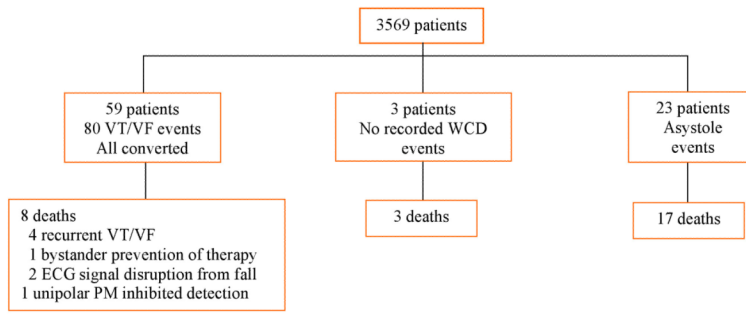 3569 patients
59 patients
80 VT/VF events
All converted
3 patients
No recorded WCD
events
23 patients
Asystole
events
8 deaths
4 recurrent VT/VF
1 bystander prevention of therapy
2 ECG signal disruption from fall
1 unipolar PM inhibited detection
3 deaths
17 deaths